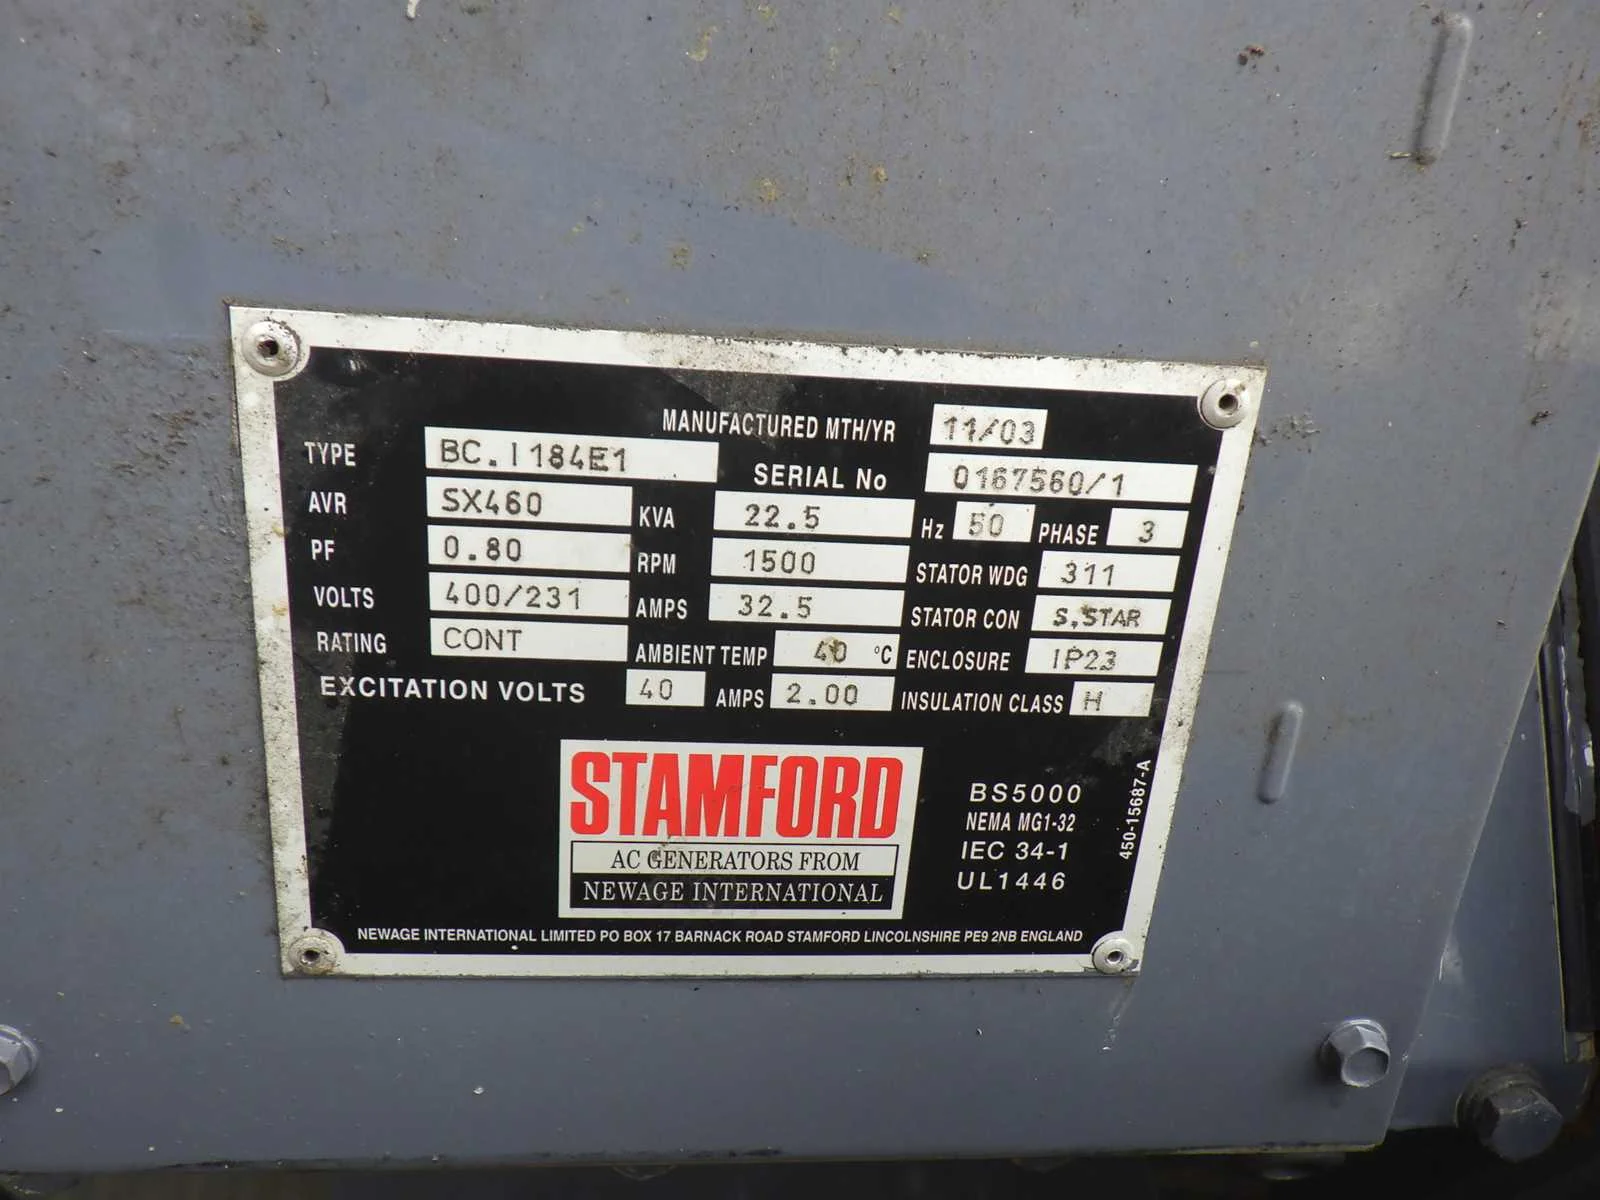 MANUFACTURED MTH/YR 11/03
TYPE BC.I184E1 SERIAL No 0167560/1
AVR SX460 KVA 22.5 Hz 50 PHASE 3
PF 0.80 RPM 1500 STATOR WDG 311
VOLTS 400/231 AMPS 32.5 STATOR CON S.STAR
RATING CONT AMBIENT TEMP 40 °C ENCLOSURE IP23
EXCITATION VOLTS 40 AMPS 2.00 INSULATION CLASS H
STAMFORD
AC GENERATORS FROM
NEWAGE INTERNATIONAL
BS5000
NEMA MG1-32
IEC 34-1
UL1446
450-15687-A
NEWAGE INTERNATIONAL LIMITED PO BOX 17 BARNACK ROAD STAMFORD LINCOLNSHIRE PE9 2NB ENGLAND